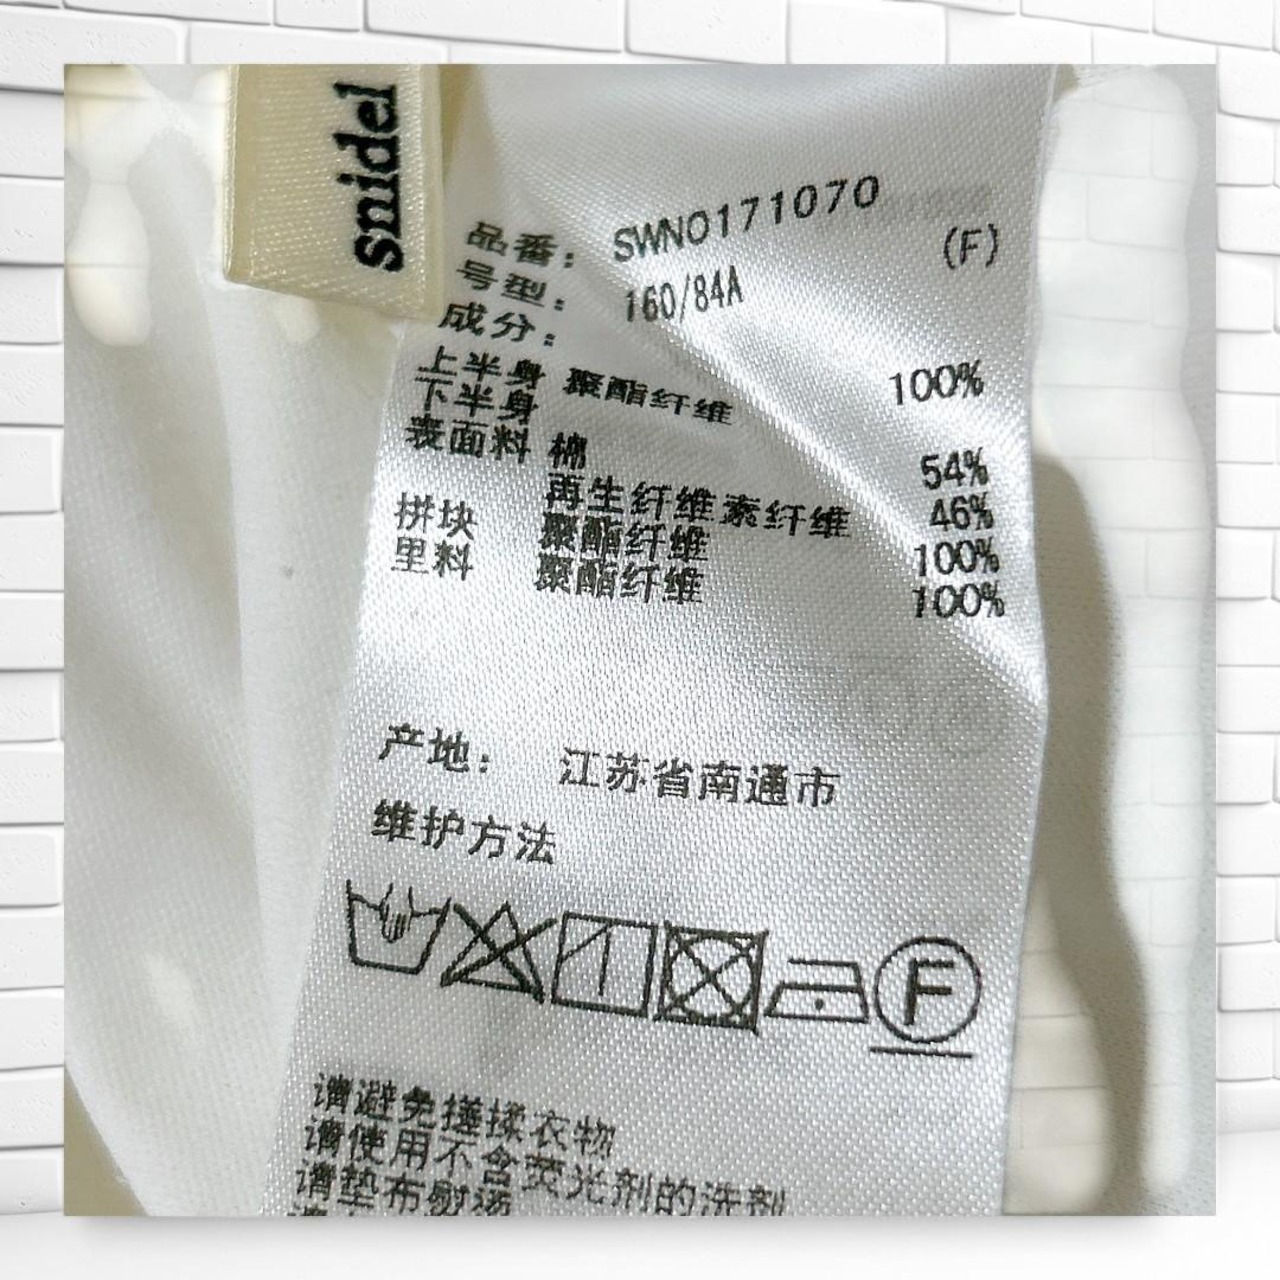 snidel
品番： SWNO171070
号型： 160/84A (F)
成分：
上半身 聚酯纤维 100%
下半身
表面料 棉 54%
再生纤维素纤维 46%
拼块 聚酯纤维 100%
里料 聚酯纤维 100%
产地： 江苏省南通市
维护方法
F
请避免搓揉衣物
请使用不含荧光剂的洗剂
请垫布熨烫